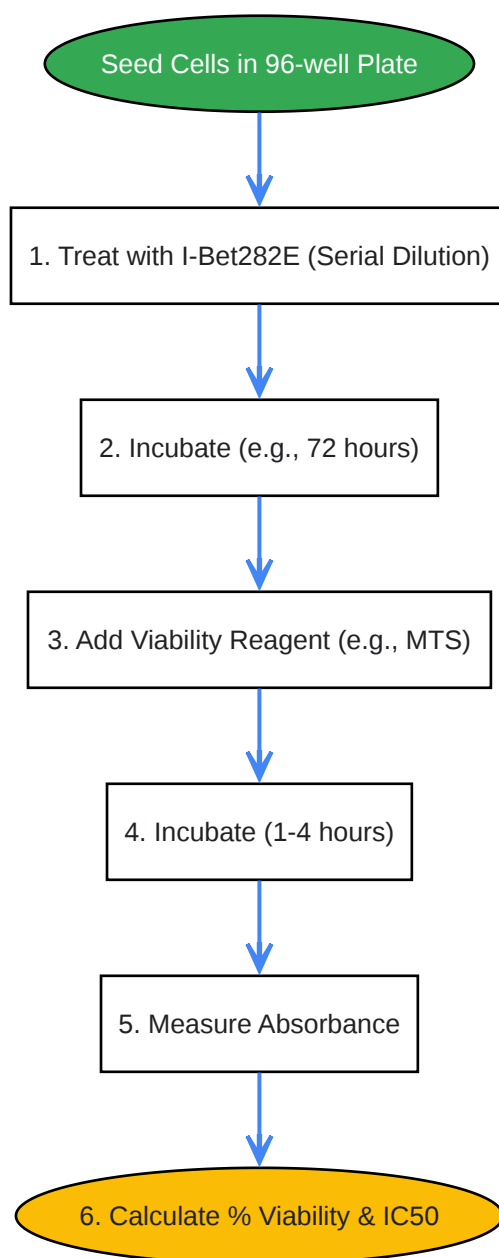 Seed Cells in 96-well Plate
1. Treat with I-Bet282E (Serial Dilution)
2. Incubate (e.g., 72 hours)
3. Add Viability Reagent (e.g., MTS)
4. Incubate (1-4 hours)
5. Measure Absorbance
6. Calculate % Viability & IC50